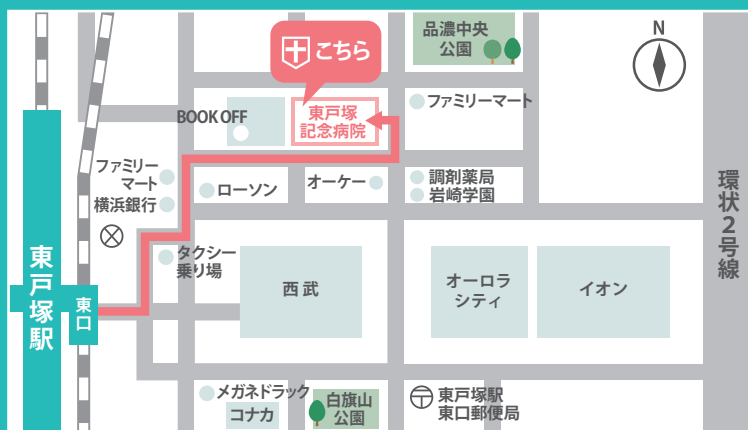 品濃中央
公園
N
こちら
BOOK OFF
東戸塚
記念病院
ファミリーマート
ファミリー
マート
横浜銀行
ローソン
オーケー
調剤薬局
岩崎学園
環状2号線
タクシー
乗り場
東戸塚駅
東口
西武
オーロラ
シティ
イオン
メガネドラック
コナカ
白旗山
公園
東戸塚駅
東口郵便局